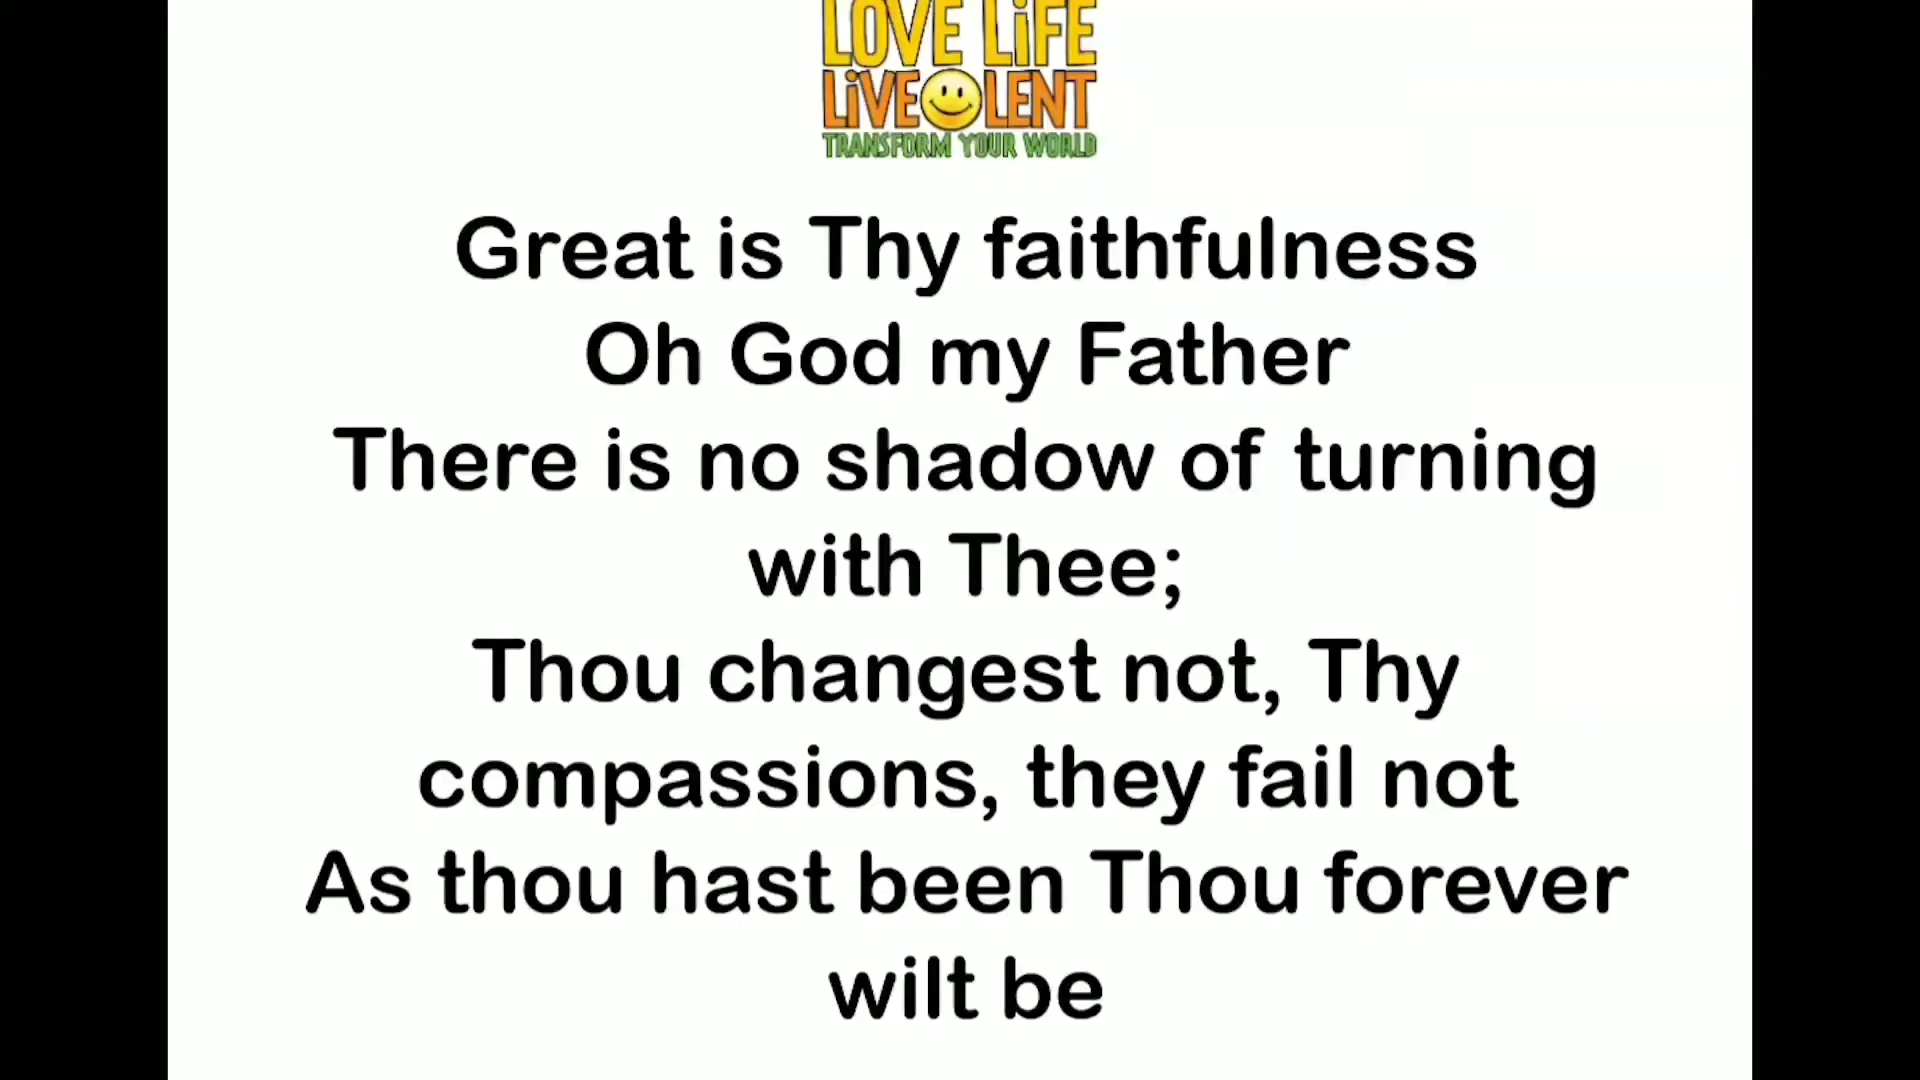 LOVE LiFE
LiVE LENT
TRANSFORM YOUR WORLD
Great is Thy faithfulness
Oh God my Father
There is no shadow of turning
with Thee;
Thou changest not, Thy
compassions, they fail not
As thou hast been Thou forever
wilt be